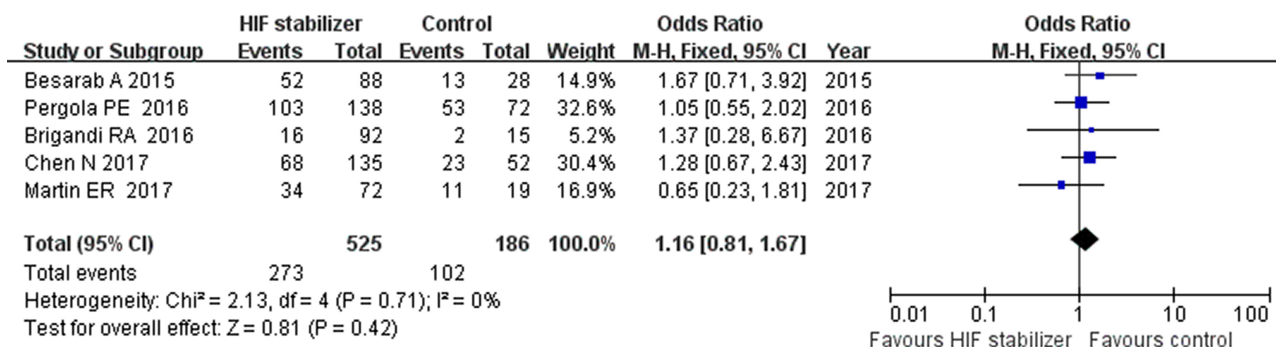 HIF stabilizer Control Odds Ratio Odds Ratio
Study or Subgroup Events Total Events Total Weight M-H, Fixed, 95% CI Year M-H, Fixed, 95% CI
Besarab A 2015 52 88 13 28 14.9% 1.67 [0.71, 3.92] 2015
Pergola PE 2016 103 138 53 72 32.6% 1.05 [0.55, 2.02] 2016
Brigandi RA 2016 16 92 2 15 5.2% 1.37 [0.28, 6.67] 2016
Chen N 2017 68 135 23 52 30.4% 1.28 [0.67, 2.43] 2017
Martin ER 2017 34 72 11 19 16.9% 0.65 [0.23, 1.81] 2017
Total (95% CI) 525 186 100.0% 1.16 [0.81, 1.67]
Total events 273 102
Heterogeneity: Chi² = 2.13, df = 4 (P = 0.71); I² = 0%
Test for overall effect: Z = 0.81 (P = 0.42)
0.01 0.1 1 10 100
Favours HIF stabilizer Favours control